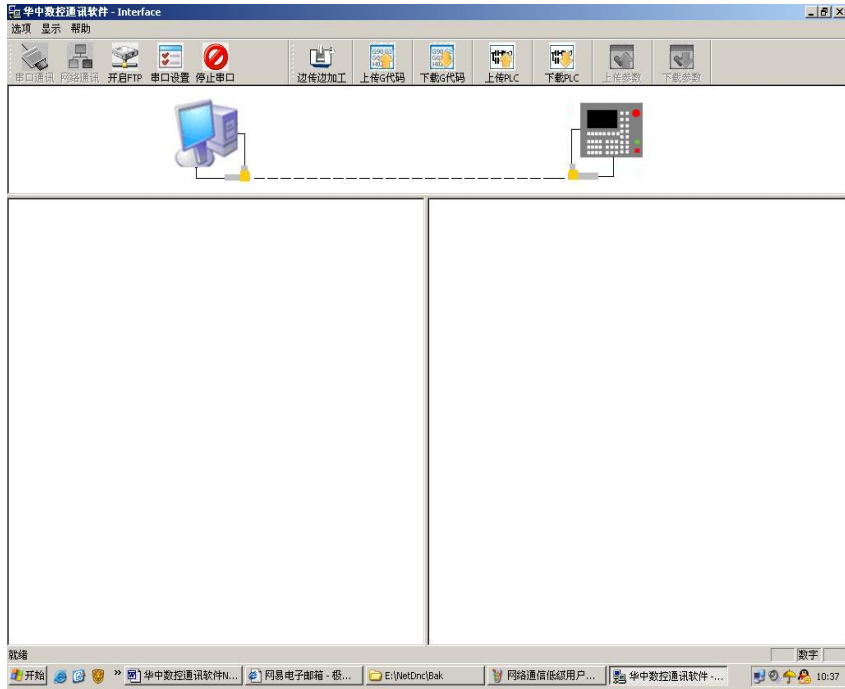 华中数控通讯软件 - Interface
选项 显示 帮助
串口通讯 网络通讯 开启FTP 串口设置 停止串口 边传边加工 上传G代码 下载G代码 上传PLC 下载PLC 上传参数 下载参数
就绪 数字
开始 » 华中数控通讯软件N... 网易电子邮箱 - 极... E:\NetDnc\Bak 网络通信低级用户... 华中数控通讯软件 -... 10:37